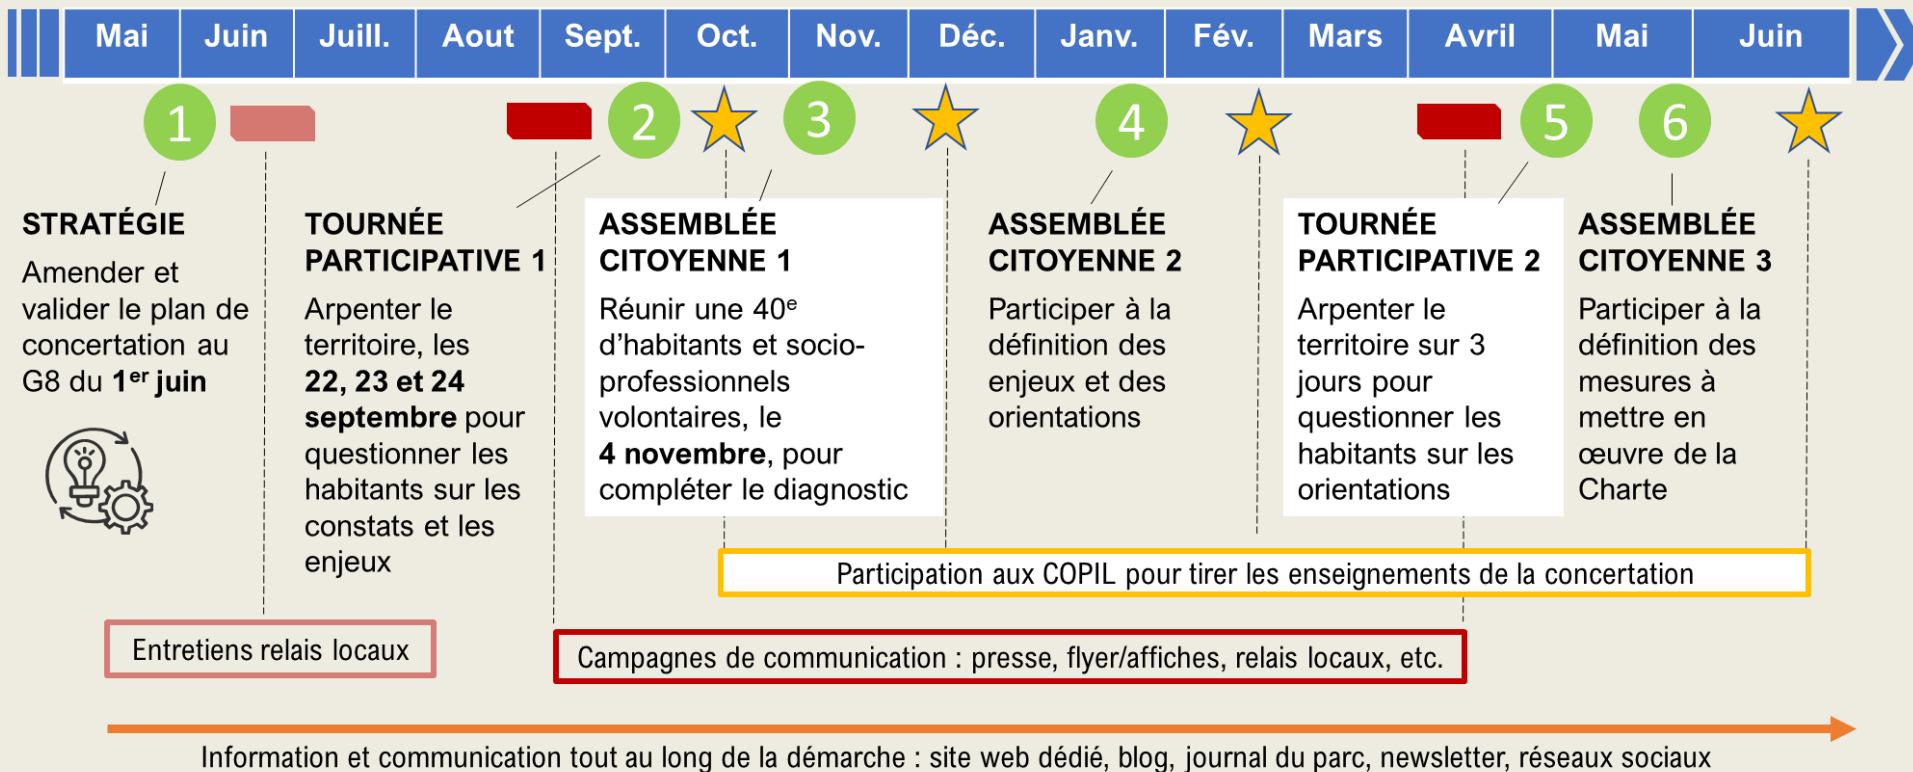 Mai Juin Juill. Aout Sept. Oct. Nov. Déc. Janv. Fév. Mars Avril Mai Juin
1 2 3 4 5 6
STRATÉGIE
Amender et
valider le plan de
concertation au
G8 du 1er juin
TOURNÉE
PARTICIPATIVE 1
Arpenter le
territoire, les
22, 23 et 24
septembre pour
questionner les
habitants sur les
constats et les
enjeux
ASSEMBLÉE
CITOYENNE 1
Réunir une 40e
d’habitants et socio-
professionnels
volontaires, le
4 novembre, pour
compléter le diagnostic
ASSEMBLÉE
CITOYENNE 2
Participer à la
définition des
enjeux et des
orientations
TOURNÉE
PARTICIPATIVE 2
Arpenter le
territoire sur 3
jours pour
questionner les
habitants sur les
orientations
ASSEMBLÉE
CITOYENNE 3
Participer à la
définition des
mesures à
mettre en
œuvre de la
Charte
Participation aux COPIL pour tirer les enseignements de la concertation
Entretiens relais locaux
Campagnes de communication : presse, flyer/affiches, relais locaux, etc.
Information et communication tout au long de la démarche : site web dédié, blog, journal du parc, newsletter, réseaux sociaux